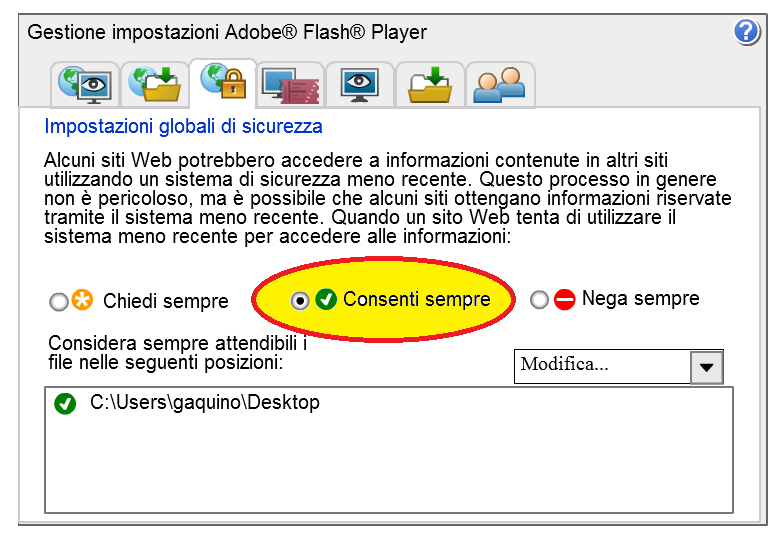 Gestione impostazioni Adobe® Flash® Player
?
Impostazioni globali di sicurezza
Alcuni siti Web potrebbero accedere a informazioni contenute in altri siti
utilizzando un sistema di sicurezza meno recente. Questo processo in genere
non è pericoloso, ma è possibile che alcuni siti ottengano informazioni riservate
tramite il sistema meno recente. Quando un sito Web tenta di utilizzare il
sistema meno recente per accedere alle informazioni:
Chiedi sempre Consenti sempre Nega sempre
Considera sempre attendibili i
file nelle seguenti posizioni:
Modifica...
C:\Users\gaquino\Desktop